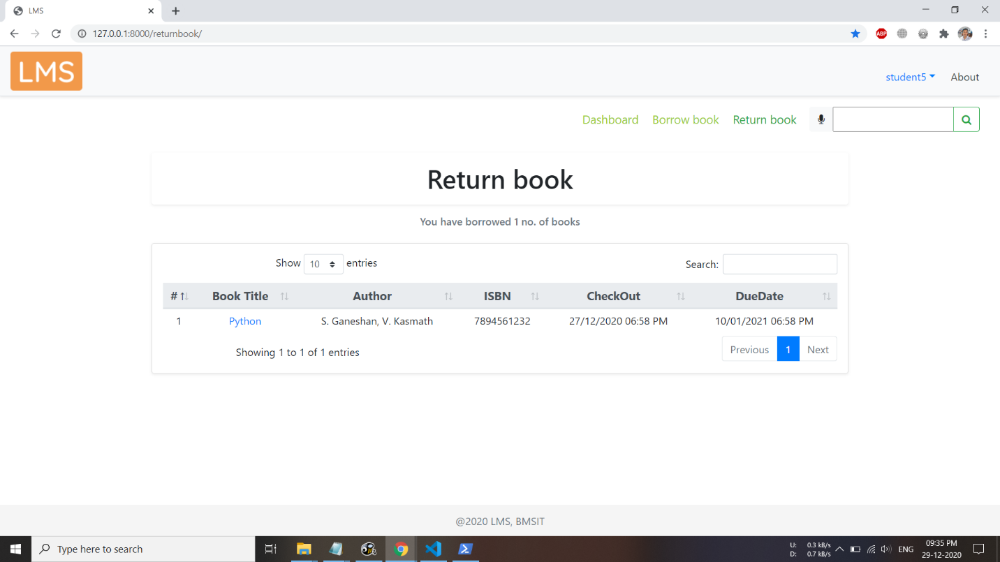 LMS
127.0.0.1:8000/returnbook/
ABP
LMS
student5
About
Dashboard
Borrow book
Return book
Return book
You have borrowed 1 no. of books
Show 10 entries
Search:
# Book Title Author ISBN CheckOut DueDate
1 Python S. Ganeshan, V. Kasmath 7894561232 27/12/2020 06:58 PM 10/01/2021 06:58 PM
Showing 1 to 1 of 1 entries
Previous 1 Next
@2020 LMS, BMSIT
Type here to search
U: 0.3 kB/s
D: 0.7 kB/s
ENG
09:35 PM
29-12-2020